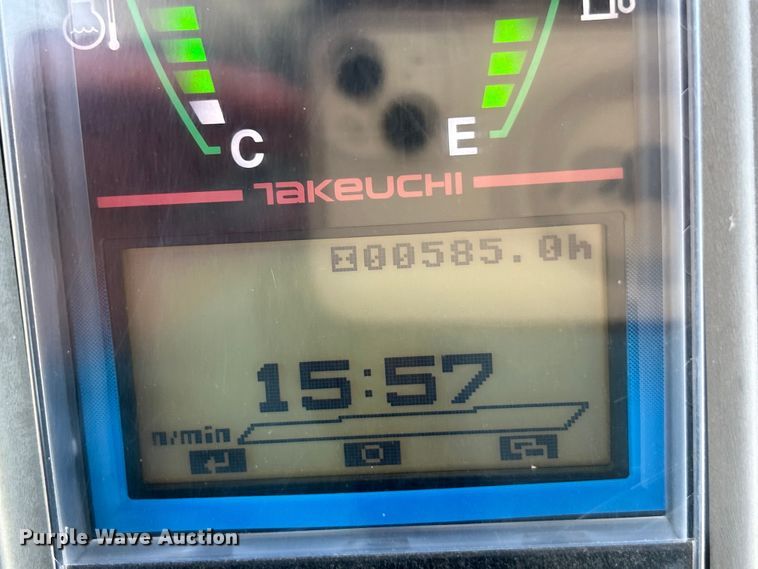 C
E
TAKEUCHI
00585.0h
15:57
n/min
Purple Wave Auction